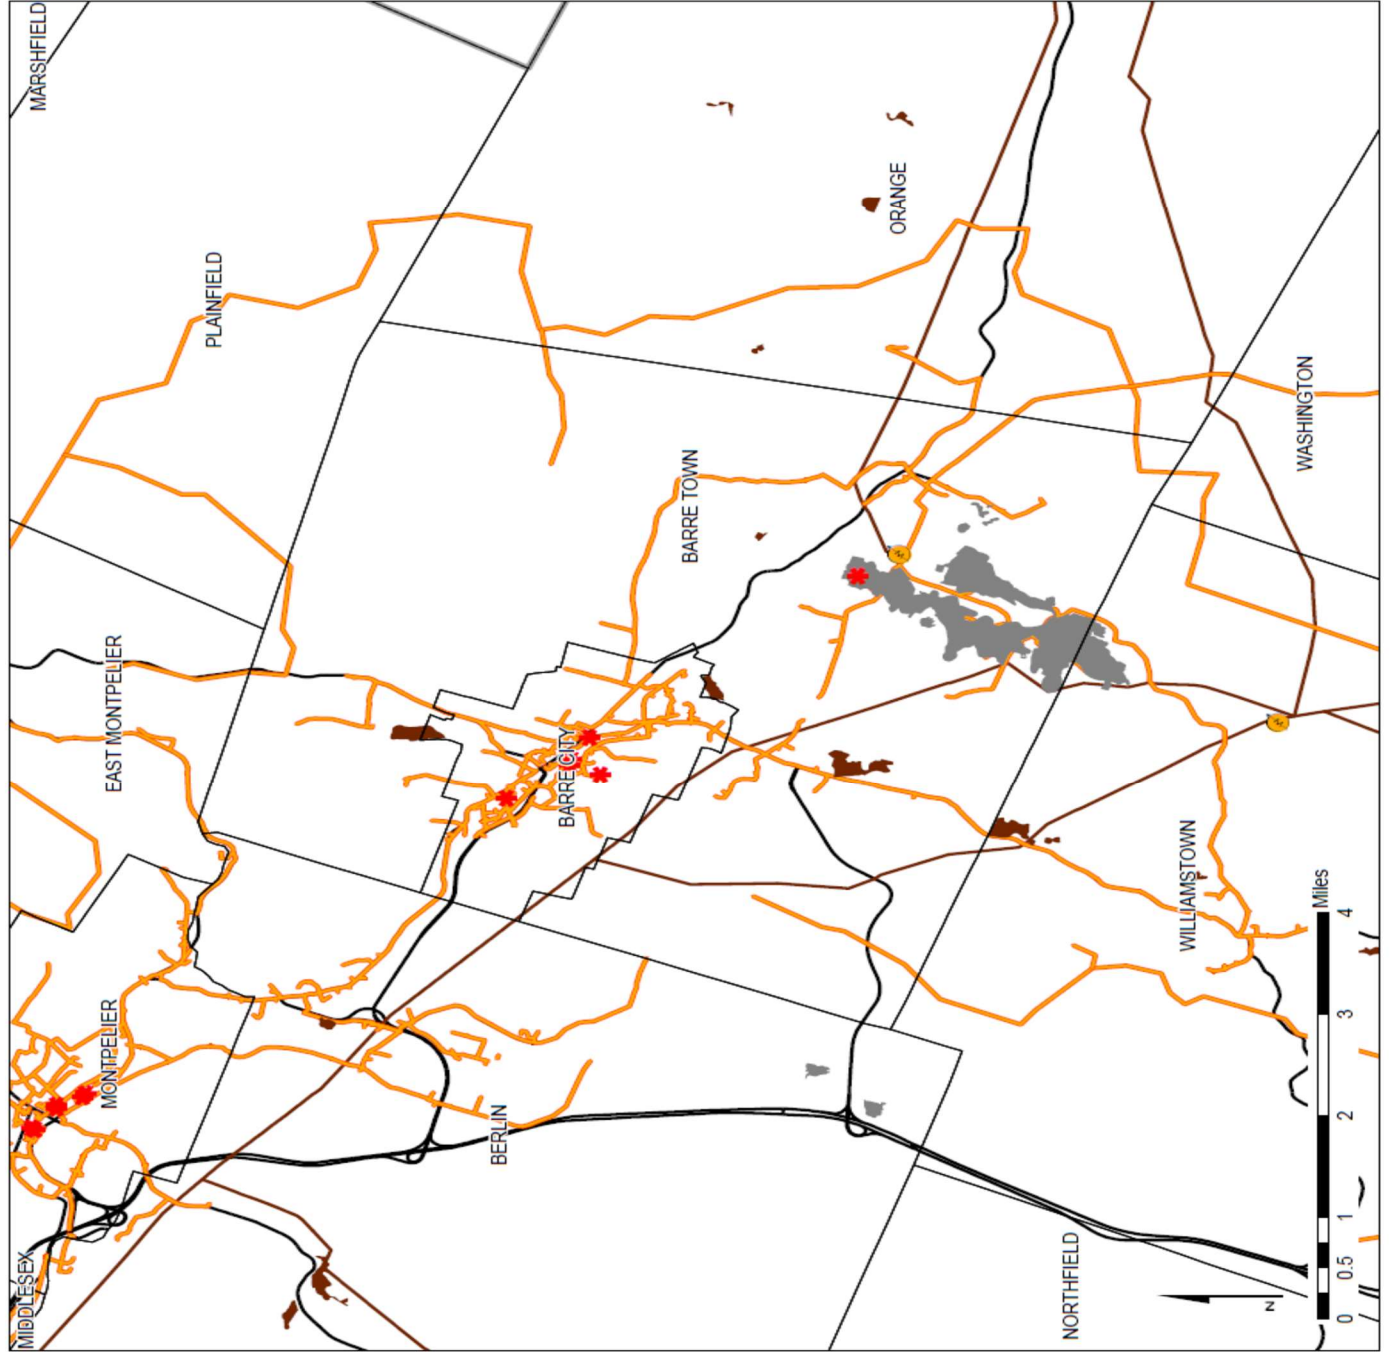 MARSHFIELD
PLAINFIELD
EAST MONTPELIER
MONTPELIER
MIDDLESEX
ORANGE
BARRE TOWN
BARRE CITY
BERLIN
WASHINGTON
WILLIAMSTOWN
NORTHFIELD
N
Miles
0 0.5 1 2 3 4